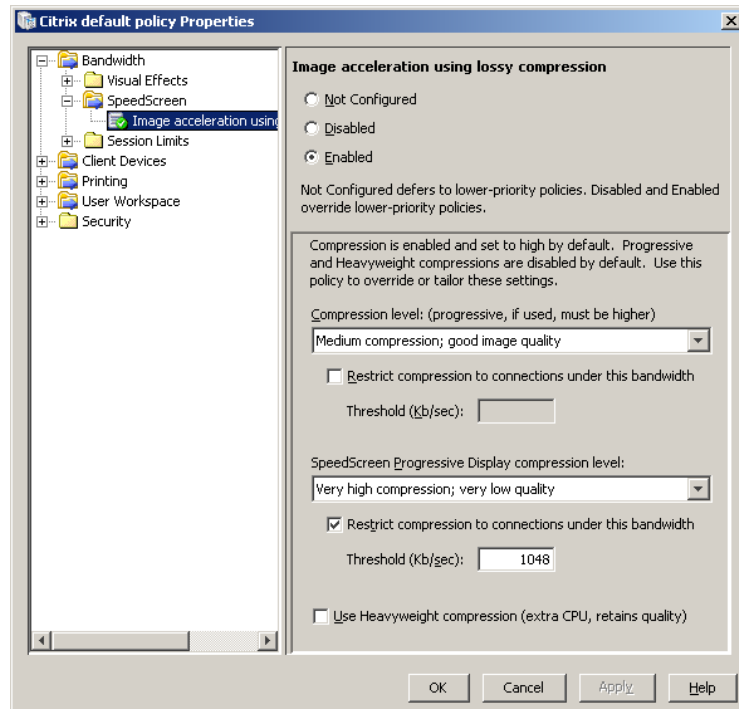 Citrix default policy Properties
Bandwidth
Visual Effects
SpeedScreen
Image acceleration using
Session Limits
Client Devices
Printing
User Workspace
Security
Image acceleration using lossy compression
Not Configured
Disabled
Enabled
Not Configured defers to lower-priority policies. Disabled and Enabled
override lower-priority policies.
Compression is enabled and set to high by default. Progressive
and Heavyweight compressions are disabled by default. Use this
policy to override or tailor these settings.
Compression level: (progressive, if used, must be higher)
Medium compression; good image quality
Restrict compression to connections under this bandwidth
Threshold (Kb/sec):
SpeedScreen Progressive Display compression level:
Very high compression; very low quality
Restrict compression to connections under this bandwidth
Threshold (Kb/sec): 1048
Use Heavyweight compression (extra CPU, retains quality)
OK Cancel Apply Help